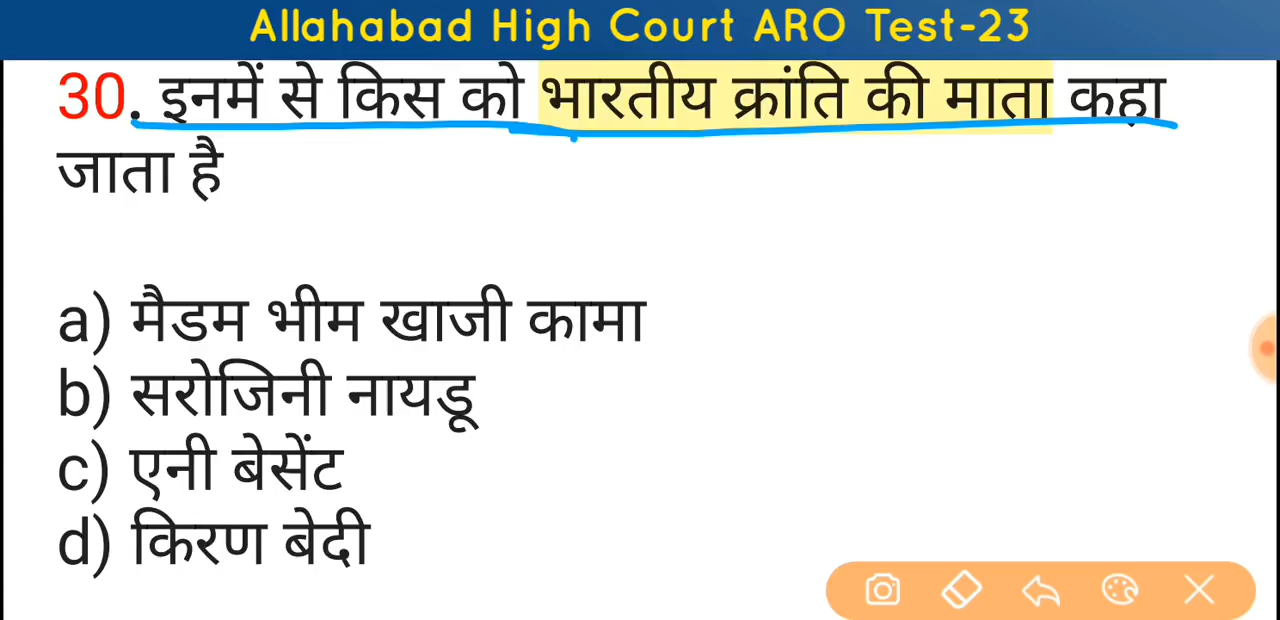 Allahabad High Court ARO Test-23
30. इनमें से किस को भारतीय क्रांति की माता कहा
जाता है
a) मैडम भीम खाजी कामा
b) सरोजिनी नायडू
c) एनी बेसेंट
d) किरण बेदी